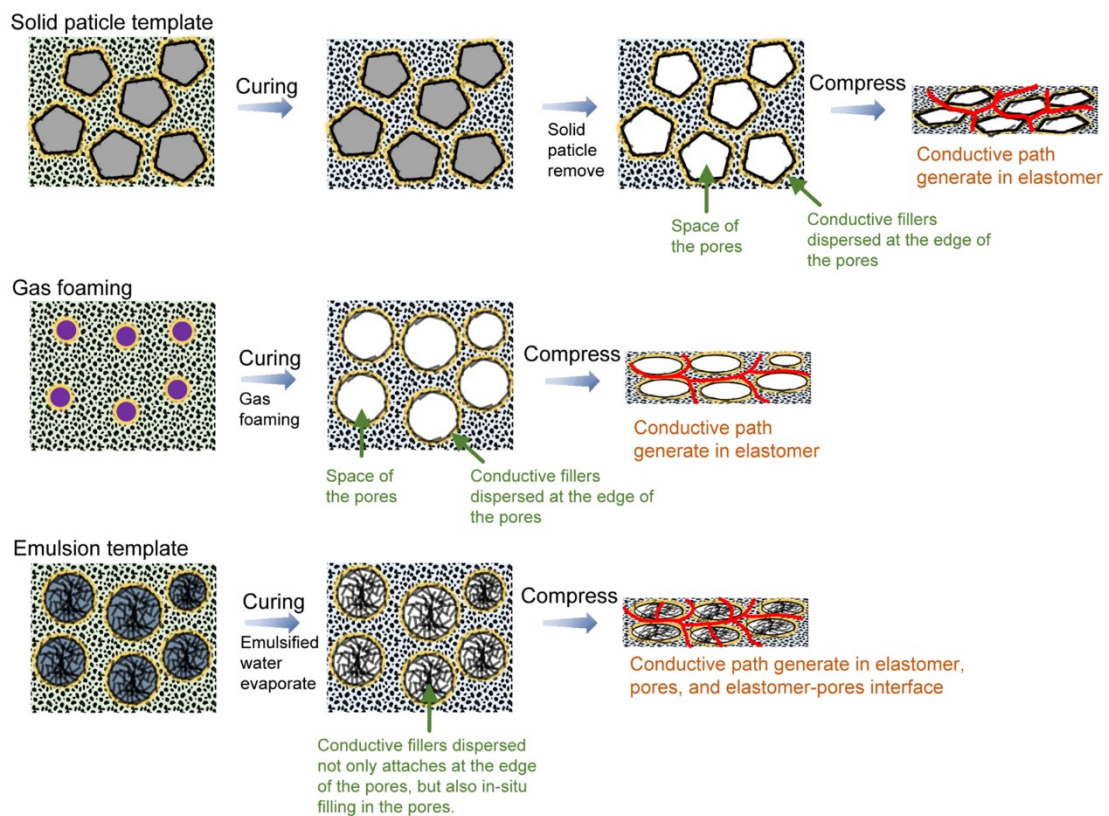 Solid paticle template
Curing
Solid
paticle
remove
Compress
Conductive path
generate in elastomer
Space of
the pores
Conductive fillers
dispersed at the edge of
the pores
Gas foaming
Curing
Gas
foaming
Compress
Conductive path
generate in elastomer
Space of
the pores
Conductive fillers
dispersed at the edge of
the pores
Emulsion template
Curing
Emulsified
water
evaporate
Compress
Conductive path generate in elastomer,
pores, and elastomer-pores interface
Conductive fillers dispersed
not only attaches at the edge
of the pores, but also in-situ
filling in the pores.